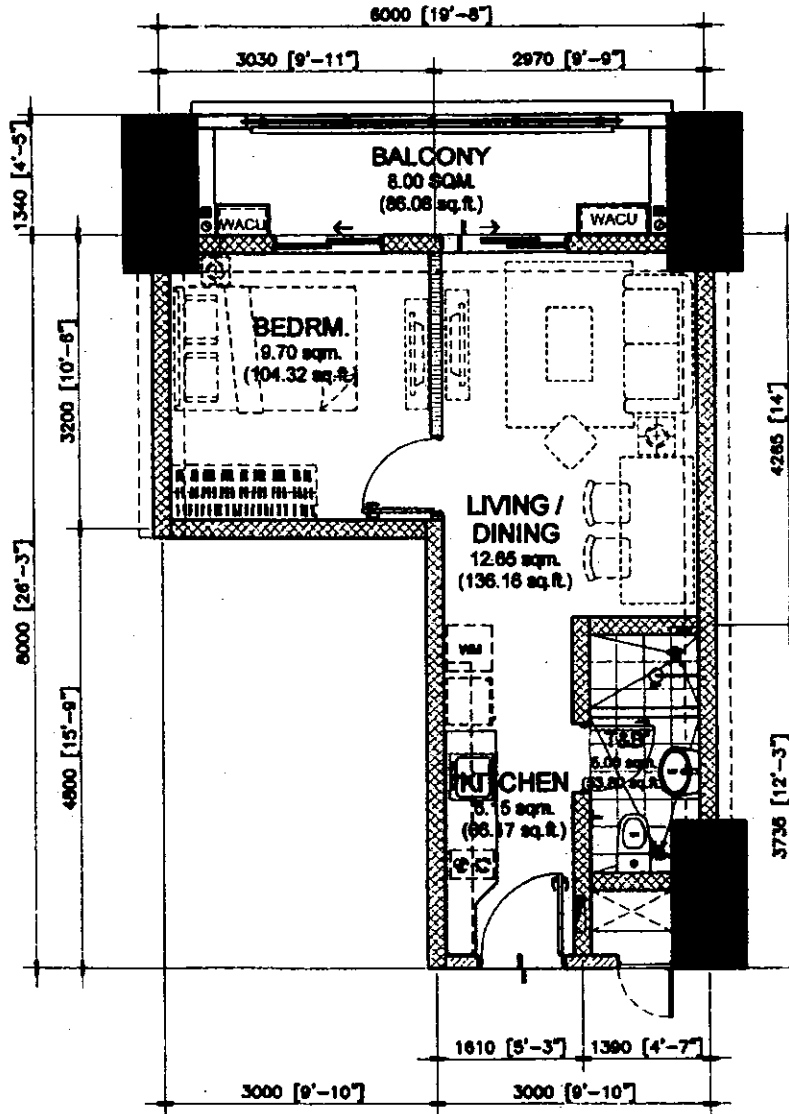 6000 [19'-8"]
3030 [9'-11"]
2970 [9'-9"]
1340 [4'-5"]
BALCONY
8.00 SQM.
(86.08 sq.ft.)
WACU
WACU
BEDRM.
9.70 sqm.
(104.32 sq.ft.)
3200 [10'-6"]
4265 [14']
LIVING /
DINING
12.65 sqm.
(136.16 sq.ft.)
8000 [26'-3"]
WM
4800 [15'-9"]
T&B
KITCHEN
3735 [12'-3"]
1610 [5'-3"]
1390 [4'-7"]
3000 [9'-10"]
3000 [9'-10"]